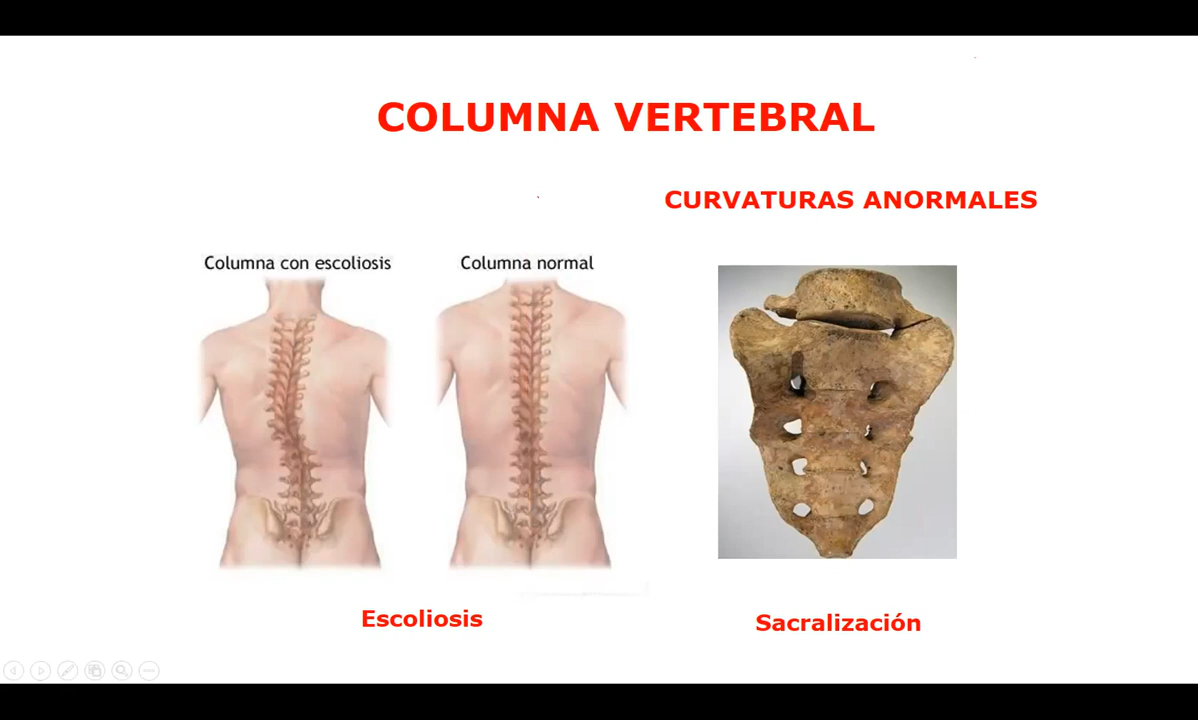 COLUMNA VERTEBRAL
CURVATURAS ANORMALES
Columna con escoliosis
Columna normal
Escoliosis
Sacralización